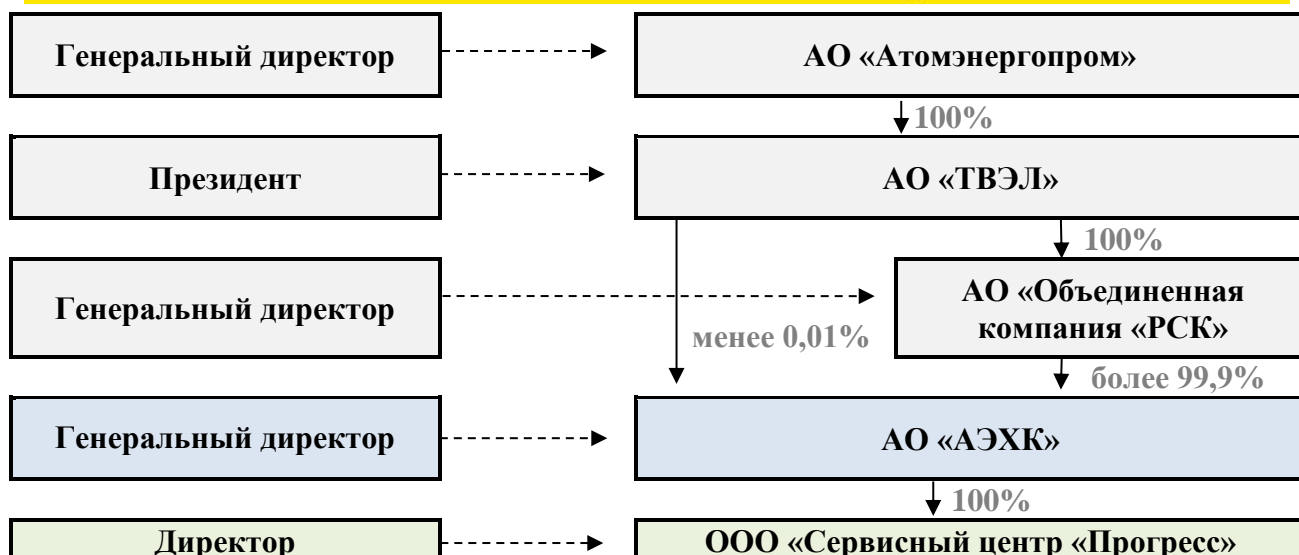 Генеральный директор
АО «Атомэнергопром»
100%
Президент
АО «ТВЭЛ»
100%
Генеральный директор
АО «Объединенная
компания «РСК»
менее 0,01%
более 99,9%
Генеральный директор
АО «АЭХК»
100%
Директор
ООО «Сервисный центр «Прогресс»